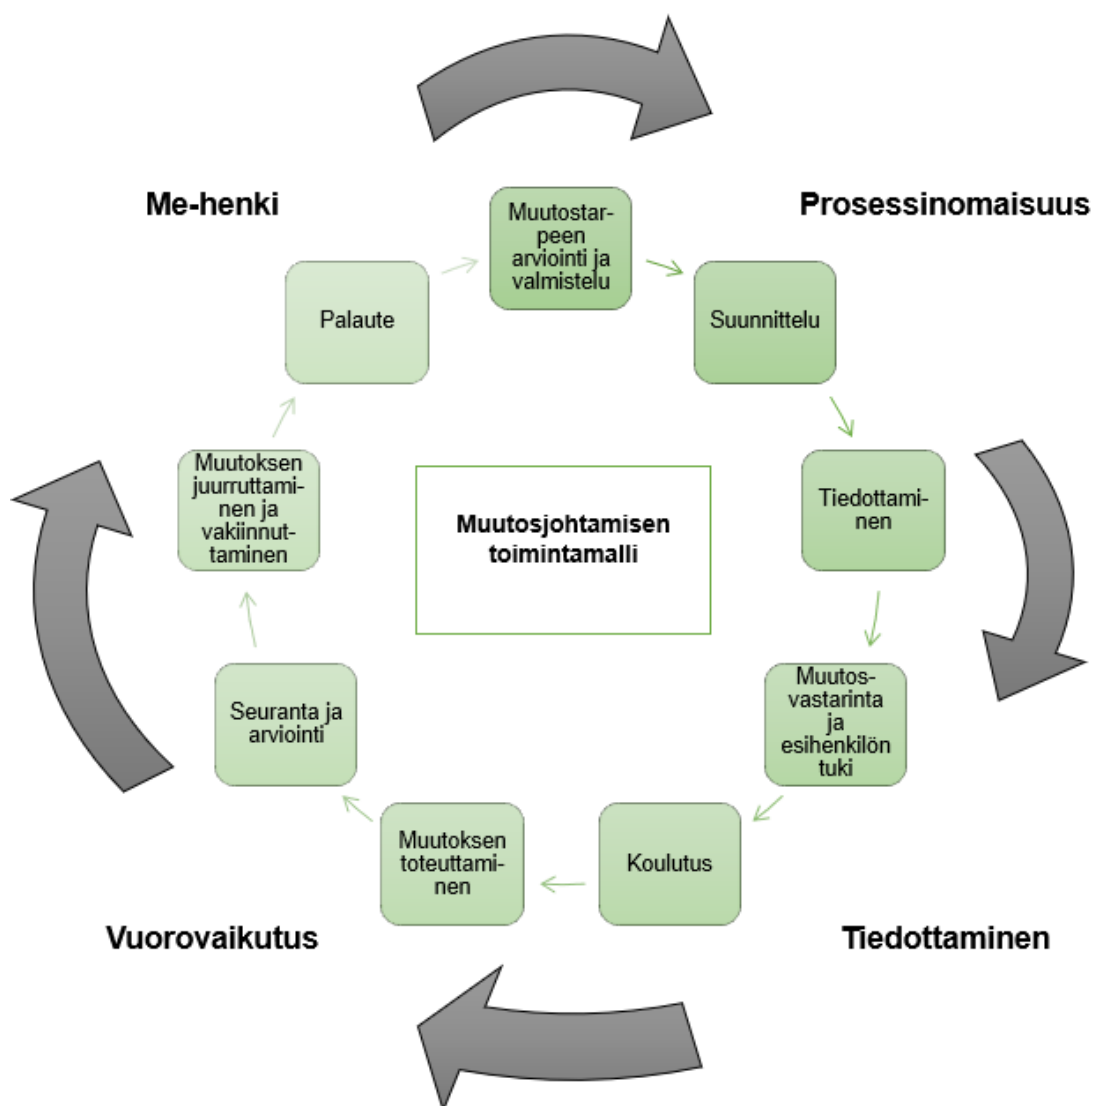 Me-henki
Prosessinomaisuus
Muutostar-
peen
arviointi ja
valmistelu
Suunnittelu
Tiedottami-
nen
Muutos-
vastarinta
ja
esihenkilön
tuki
Koulutus
Muutoksen
toteuttami-
nen
Seuranta ja
arviointi
Muutoksen
juurruttami-
nen ja
vakiinnut-
taminen
Palaute
Muutosjohtamisen
toimintamalli
Vuorovaikutus
Tiedottaminen